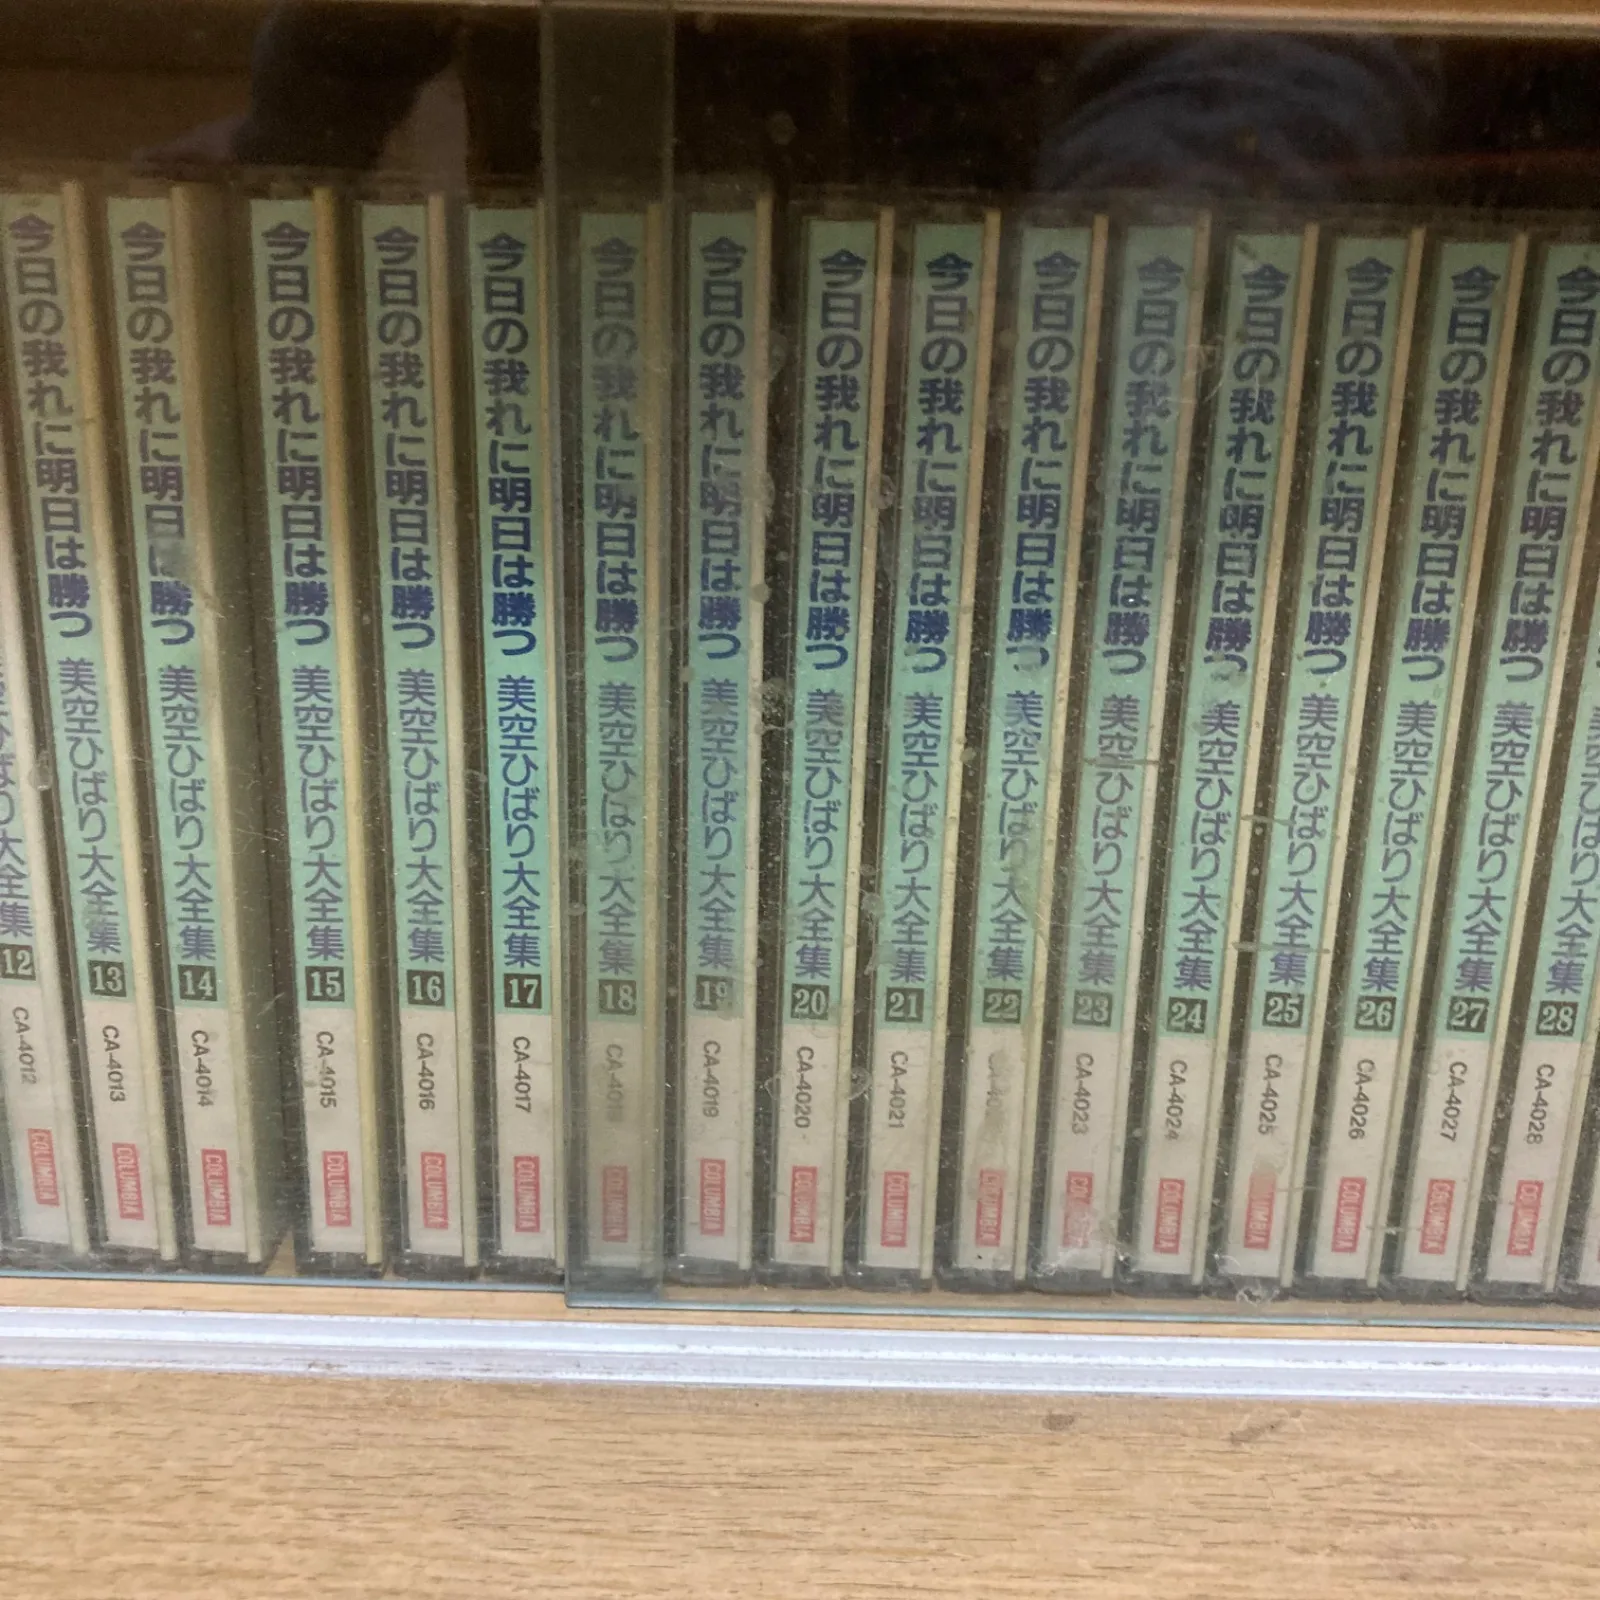 ひばり大全集 12 CA-4012 COLUMBIA
今日の我れに明日は勝つ 美空ひばり大全集 13 CA-4013 COLUMBIA
今日の我れに明日は勝つ 美空ひばり大全集 14 CA-4014 COLUMBIA
今日の我れに明日は勝つ 美空ひばり大全集 15 CA-4015 COLUMBIA
今日の我れに明日は勝つ 美空ひばり大全集 16 CA-4016 COLUMBIA
今日の我れに明日は勝つ 美空ひばり大全集 17 CA-4017 COLUMBIA
今日の我れに明日は勝つ 美空ひばり大全集 18 CA-4018 COLUMBIA
今日の我れに明日は勝つ 美空ひばり大全集 19 CA-4019 COLUMBIA
今日の我れに明日は勝つ 美空ひばり大全集 20 CA-4020 COLUMBIA
今日の我れに明日は勝つ 美空ひばり大全集 21 CA-4021 COLUMBIA
今日の我れに明日は勝つ 美空ひばり大全集 22 COLUMBIA
今日の我れに明日は勝つ 美空ひばり大全集 23 CA-4023 COLUMBIA
今日の我れに明日は勝つ 美空ひばり大全集 24 CA-4024 COLUMBIA
今日の我れに明日は勝つ 美空ひばり大全集 25 CA-4025 COLUMBIA
今日の我れに明日は勝つ 美空ひばり大全集 26 CA-4026 COLUMBIA
今日の我れに明日は勝つ 美空ひばり大全集 27 CA-4027 COLUMBIA
今日の我れに明日は勝つ 美空ひばり大全集 28 CA-4028 COLUMBIA